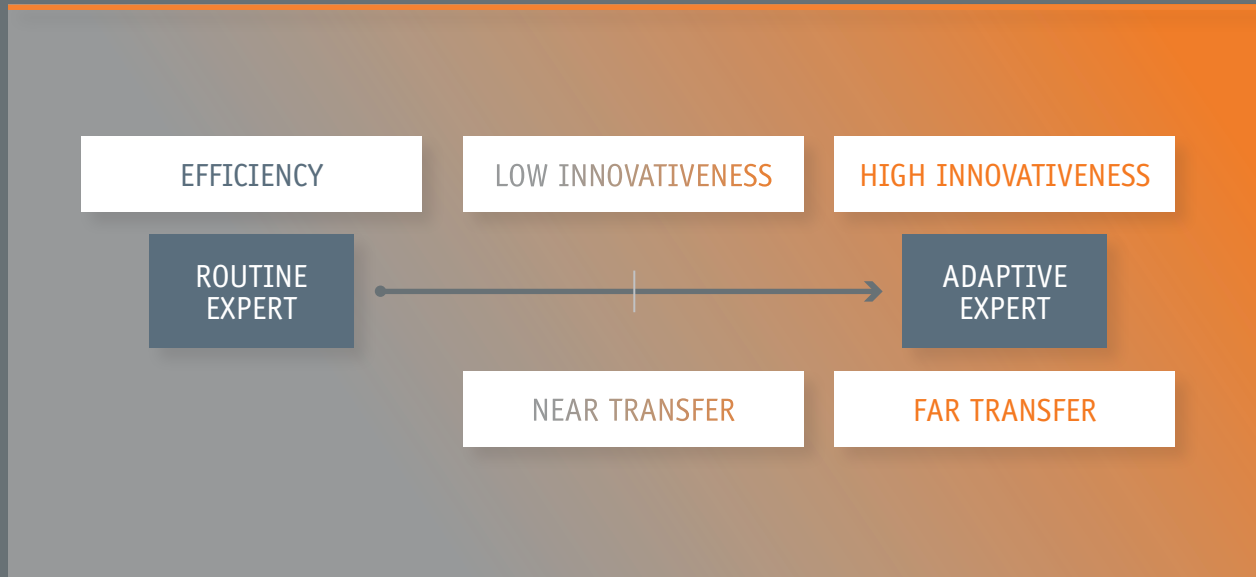 EFFICIENCY
LOW INNOVATIVENESS
HIGH INNOVATIVENESS
ROUTINE
EXPERT
ADAPTIVE
EXPERT
NEAR TRANSFER
FAR TRANSFER